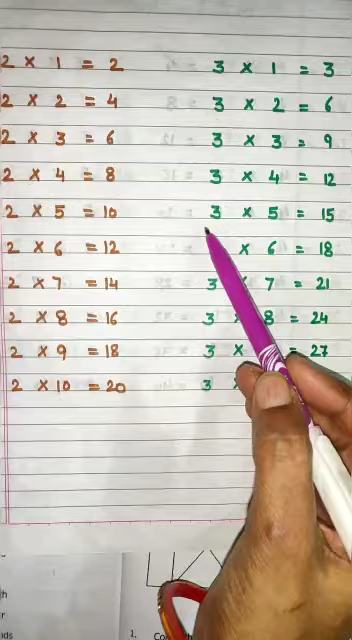 2 × 1 = 2 3 × 1 = 3
2 × 2 = 4 3 × 2 = 6
2 × 3 = 6 3 × 3 = 9
2 × 4 = 8 3 × 4 = 12
2 × 5 = 10 3 × 5 = 15
2 × 6 = 12 × 6 = 18
2 × 7 = 14 3 7 = 21
2 × 8 = 16 3 8 = 24
2 × 9 = 18 3 × = 27
2 × 10 = 20 3
1.